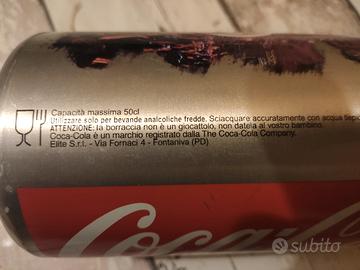 Capacità massima 50cl
Utilizzare solo per bevande analcoliche fredde. Sciacquare accuratamente con acqua tiepi
ATTENZIONE: la borraccia non è un giocattolo, non datela al vostro bambino.
Coca-Cola è un marchio registrato dalla The Coca-Cola Company.
Elite S.r.l. - Via Fornaci 4 - Fontaniva (PD)
Coca-Cola
subito